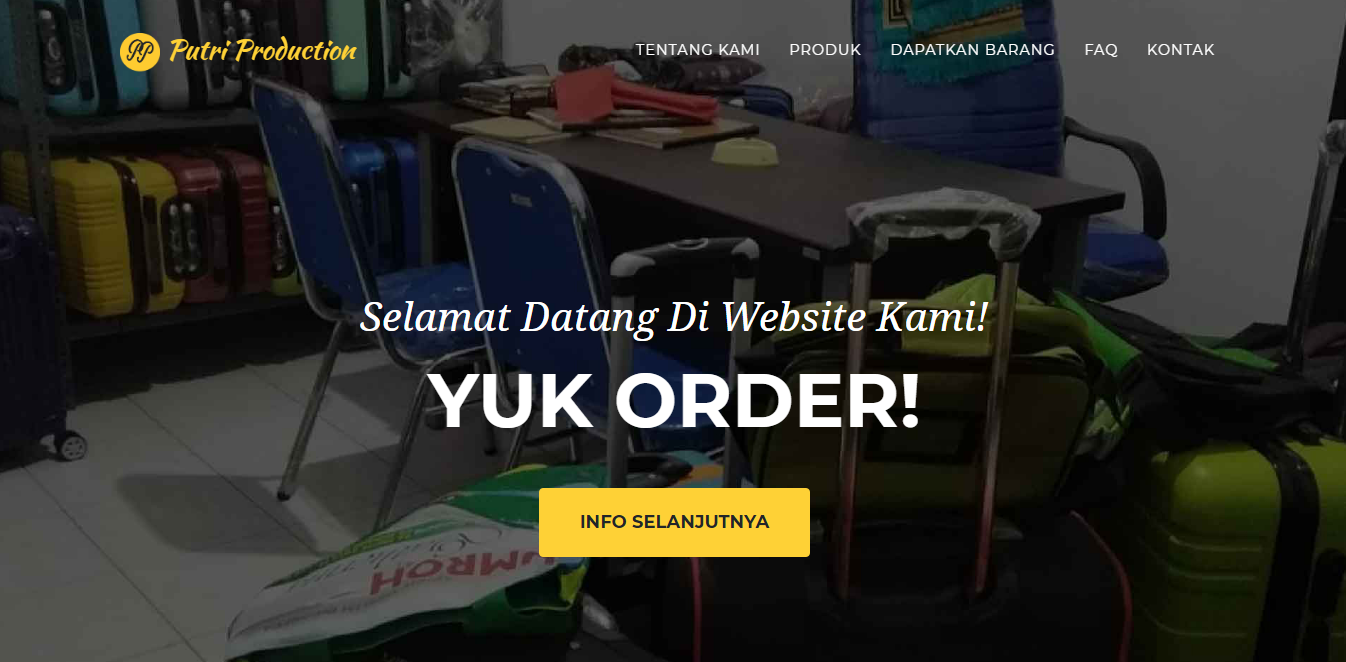 Putri Production
TENTANG KAMI PRODUK DAPATKAN BARANG FAQ KONTAK
Selamat Datang Di Website Kami!
YUK ORDER!
INFO SELANJUTNYA
UMROH